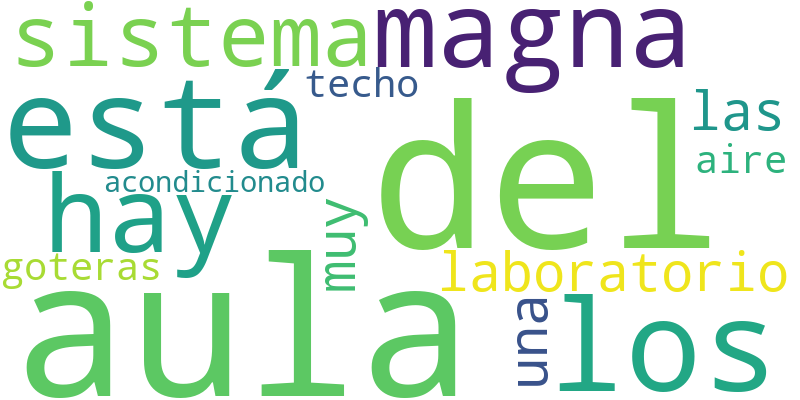 sistema
magna
techo
está
las
del
aire
acondicionado
hay
muy
goteras
laboratorio
aula
una
los